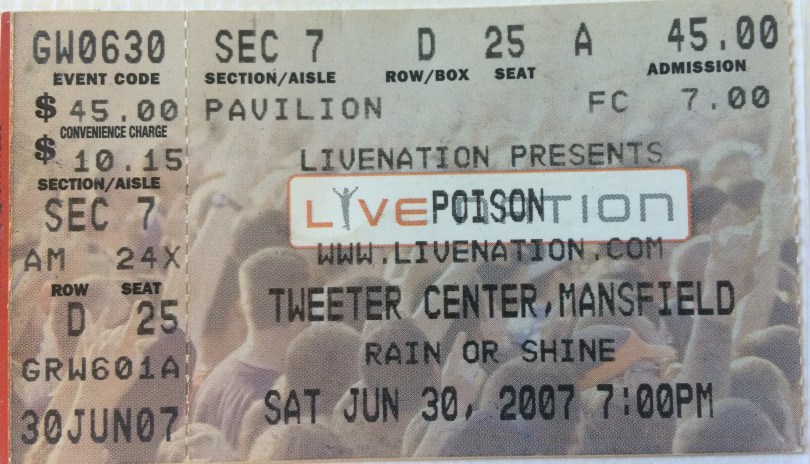 GW0630
EVENT CODE
$ 45.00
CONVENIENCE CHARGE
$ 10.15
SECTION/AISLE
SEC 7
AM 24X
ROW SEAT
D 25
GRW601A
30JUN07
SEC 7 D 25 A 45.00
SECTION/AISLE ROW/BOX SEAT ADMISSION
PAVILION FC 7.00
LIVENATION PRESENTS
LIVE NATION
POISON
WWW.LIVENATION.COM
TWEETER CENTER,MANSFIELD
RAIN OR SHINE
SAT JUN 30, 2007 7:00PM